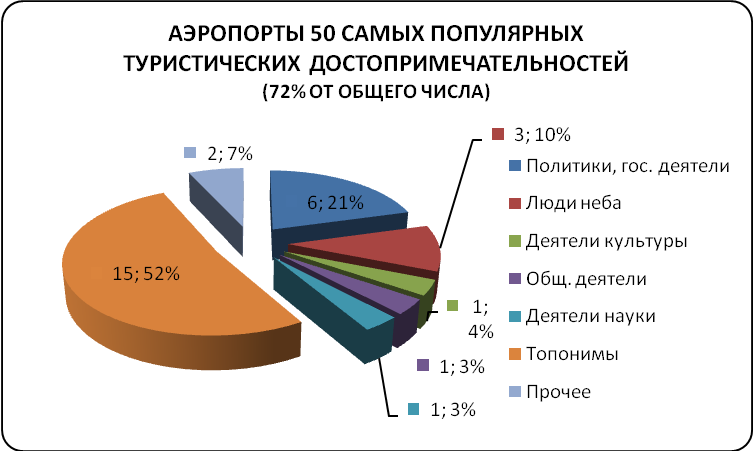 АЭРОПОРТЫ 50 САМЫХ ПОПУЛЯРНЫХ
ТУРИСТИЧЕСКИХ ДОСТОПРИМЕЧАТЕЛЬНОСТЕЙ
(72% ОТ ОБЩЕГО ЧИСЛА)
3; 10%
2; 7%
Политики, гос. деятели
6; 21%
Люди неба
Деятели культуры
15; 52%
Общ. деятели
1;
4%
Деятели науки
Топонимы
1; 3%
Прочее
1; 3%